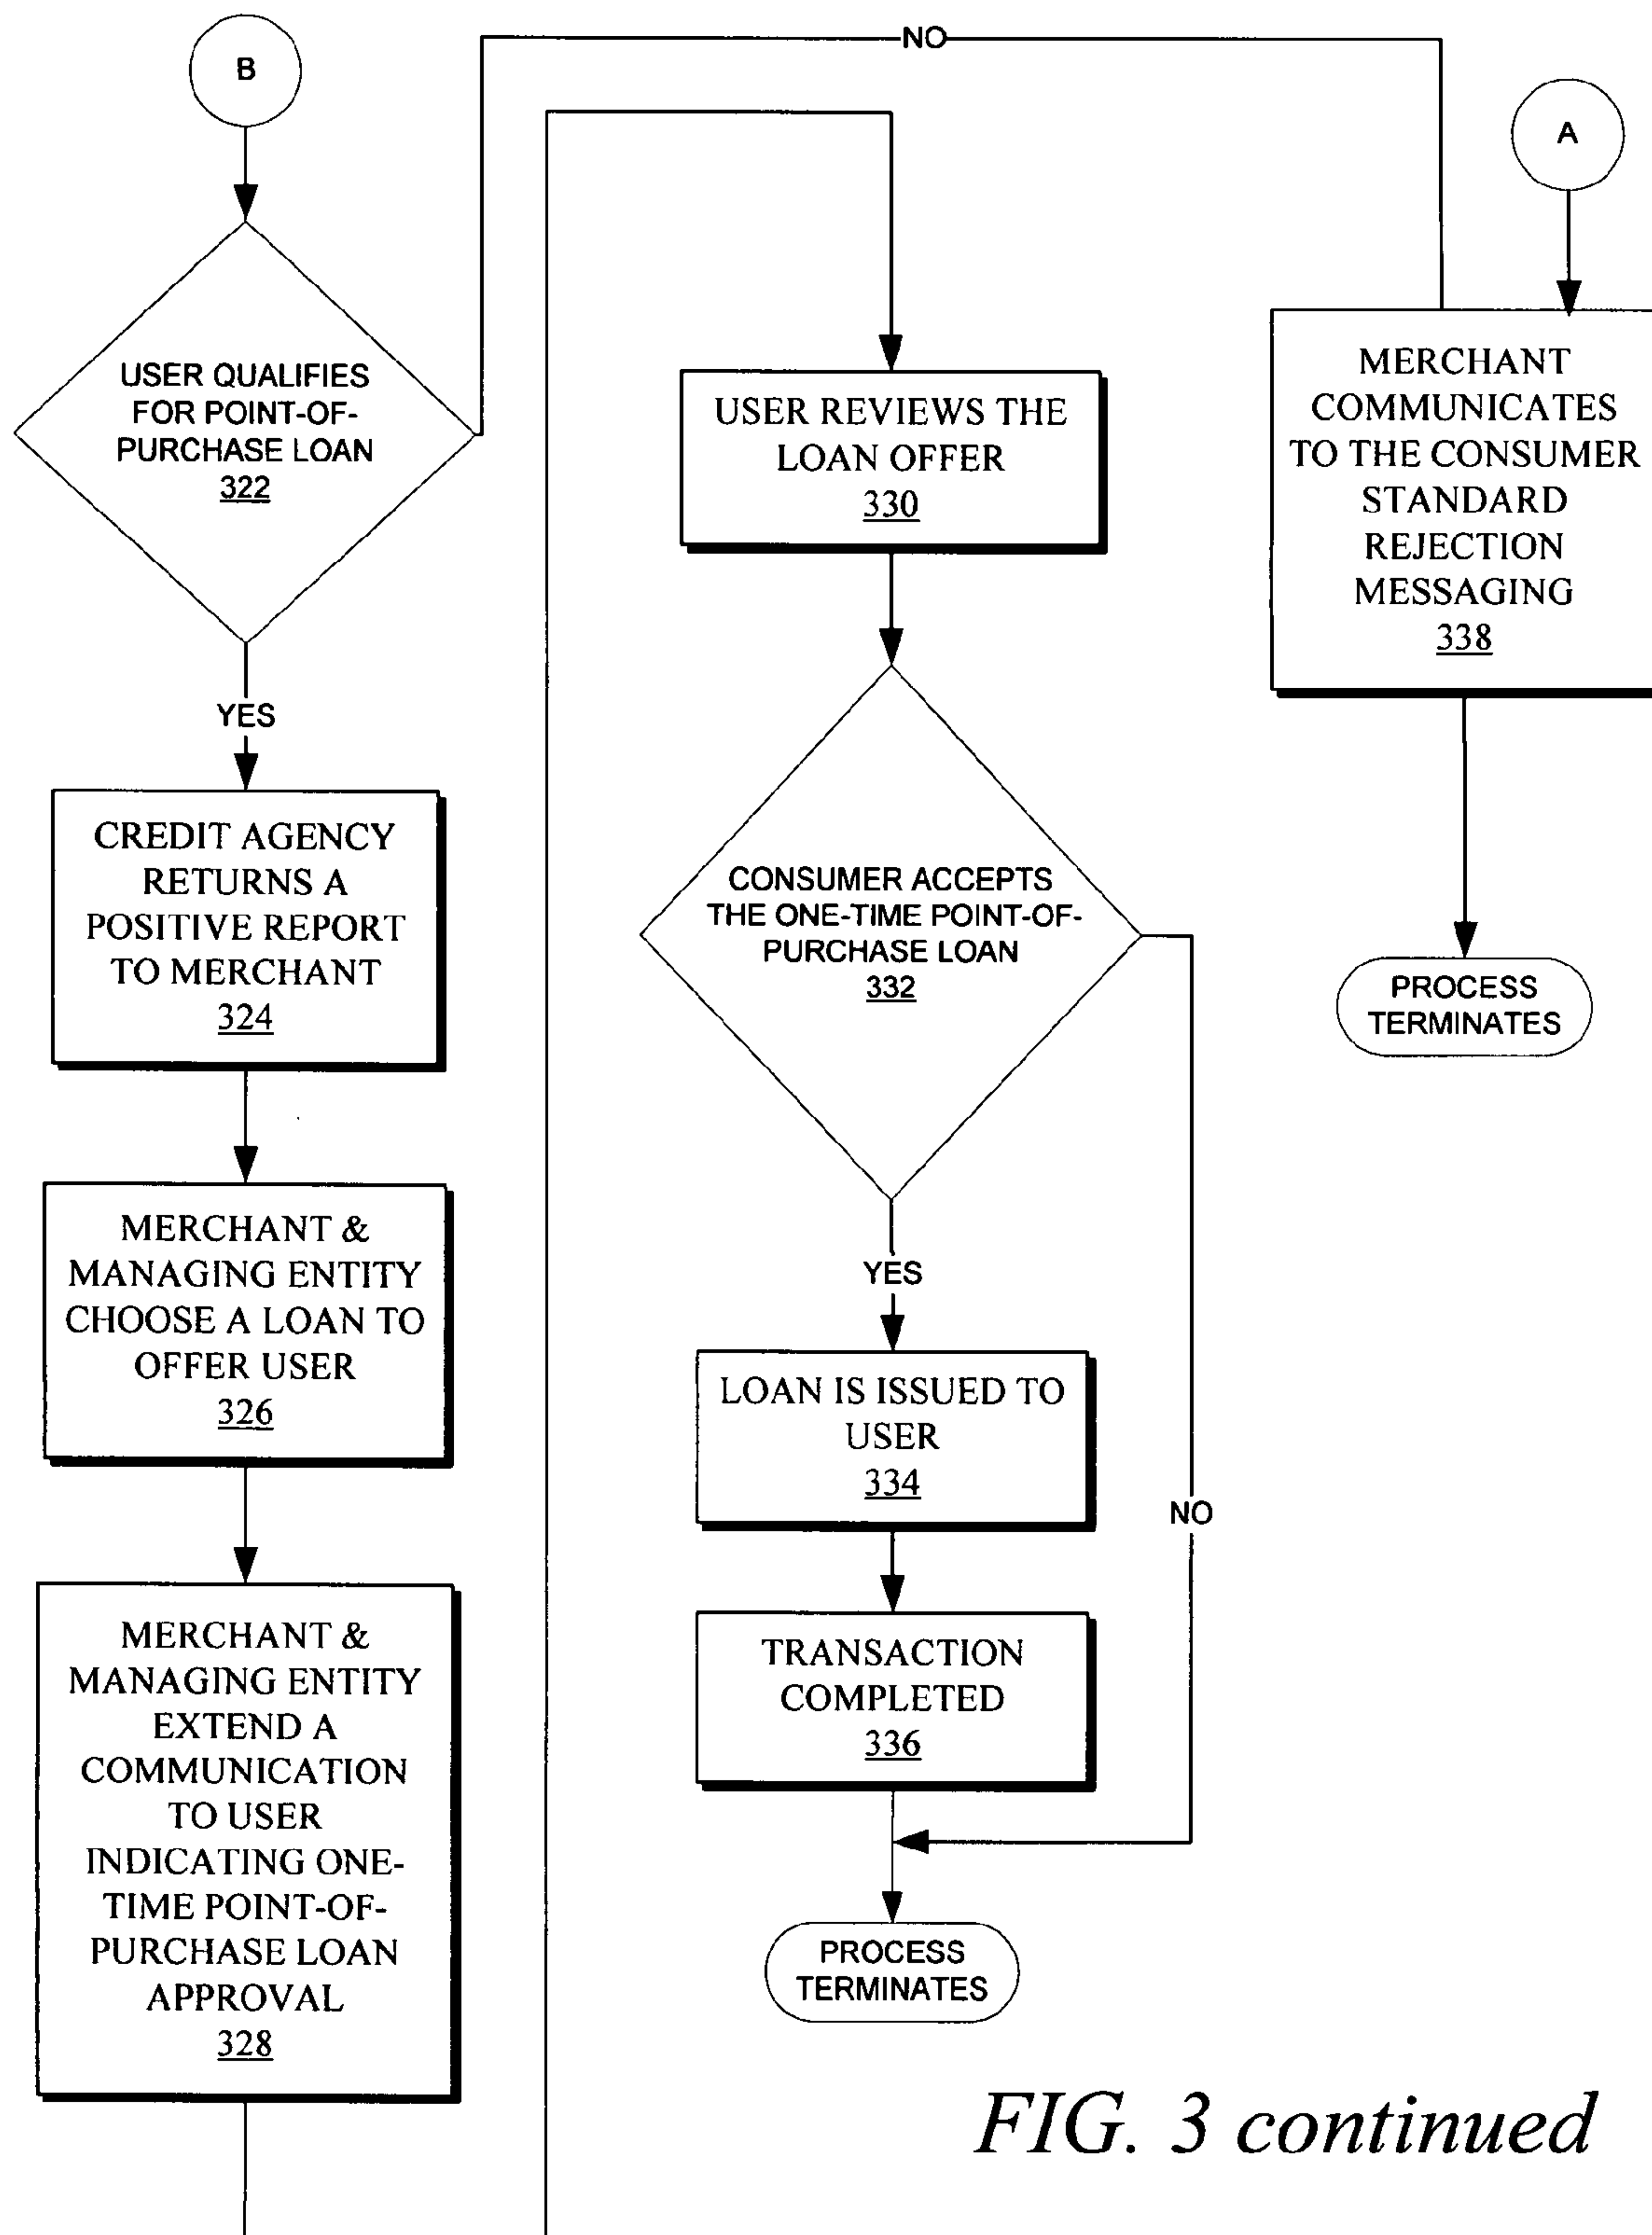 B
USER QUALIFIES
FOR POINT-OF-
PURCHASE LOAN
322
YES
CREDIT AGENCY
RETURNS A
POSITIVE REPORT
TO MERCHANT
324
MERCHANT &
MANAGING ENTITY
CHOOSE A LOAN TO
OFFER USER
326
MERCHANT &
MANAGING ENTITY
EXTEND A
COMMUNICATION
TO USER
INDICATING ONE-
TIME POINT-OF-
PURCHASE LOAN
APPROVAL
328
NO
USER REVIEWS THE
LOAN OFFER
330
CONSUMER ACCEPTS
THE ONE-TIME POINT-OF-
PURCHASE LOAN
332
YES
LOAN IS ISSUED TO
USER
334
NO
TRANSACTION
COMPLETED
336
PROCESS
TERMINATES
A
MERCHANT
COMMUNICATES
TO THE CONSUMER
STANDARD
REJECTION
MESSAGING
338
PROCESS
TERMINATES
FIG. 3 continued